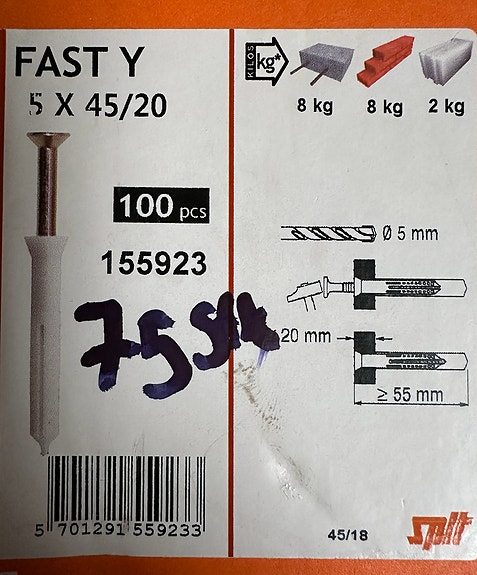 FAST Y
5 X 45/20
100 pcs
155923
75 stk
5 701291 559233
KILOS
kg*
8 kg 8 kg 2 kg
Ø 5 mm
20 mm
≥ 55 mm
45/18
split